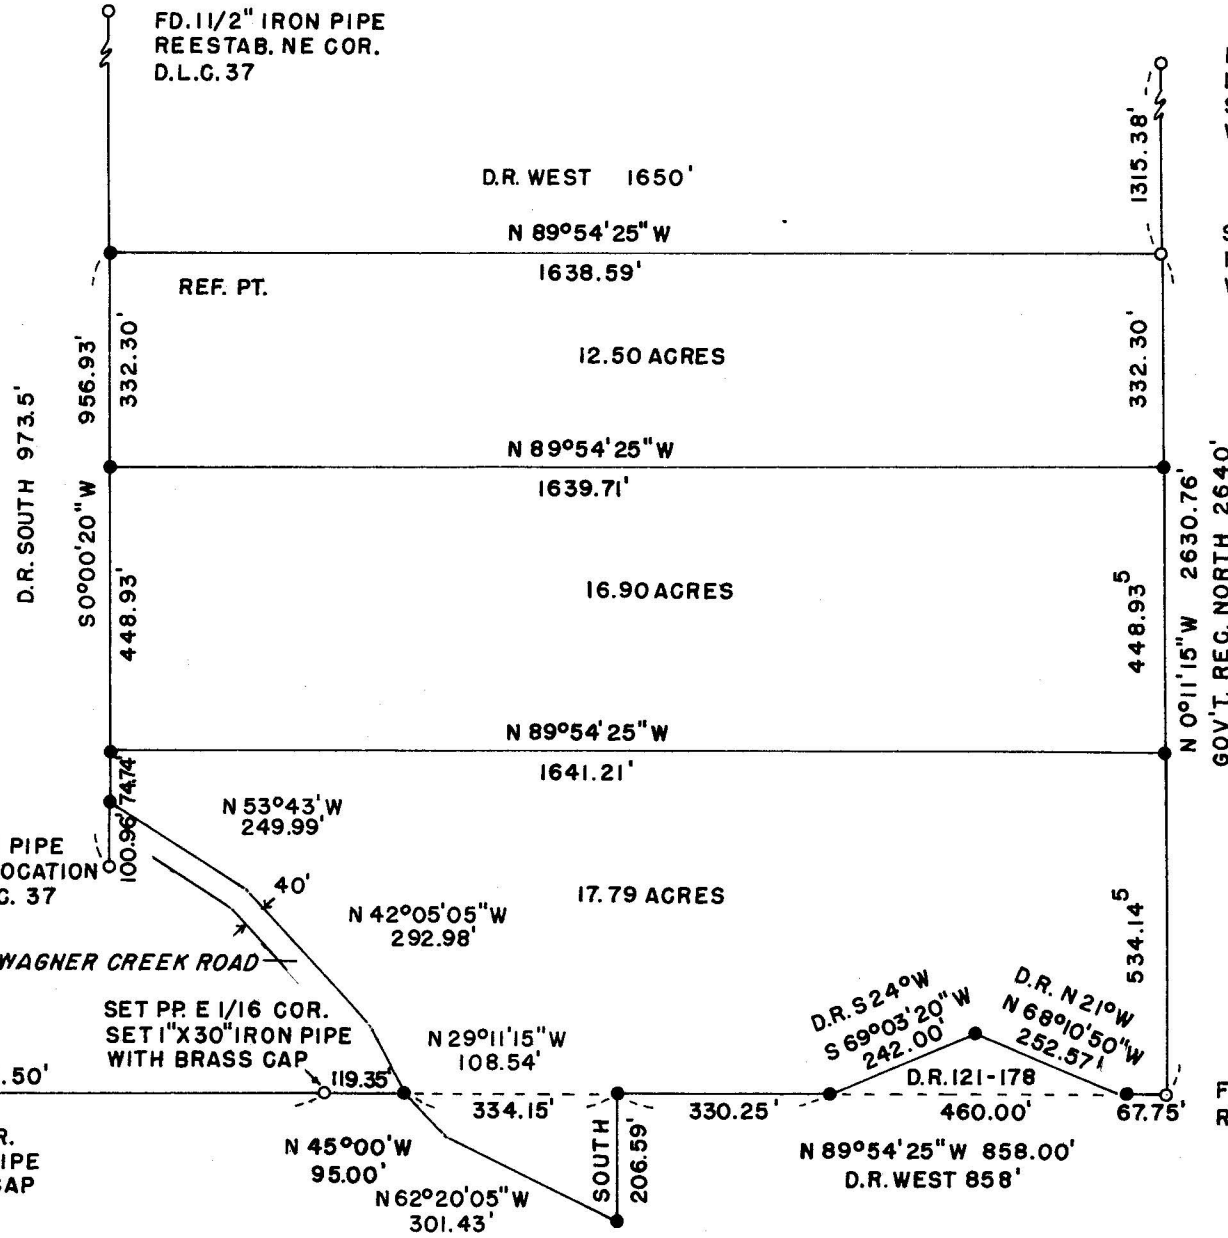 FD. 1 1/2" IRON PIPE
REESTAB. NE COR.
D.L.C. 37
1315.38'
D.R. WEST 1650'
N 89°54'25" W
1638.59'
REF. PT.
956.93'
332.30'
12.50 ACRES
332.30'
D.R. SOUTH 973.5'
N 89°54'25" W
1639.71'
S 0°00'20" W
448.93'
16.90 ACRES
448.93⁵
N 0°11'15" W 2630.76'
GOV'T. REC. NORTH 2640'
N 89°54'25" W
1641.21'
74.74'
100.96'
N 53°43' W
249.99'
PIPE
OCATION
C. 37
40'
17.79 ACRES
N 42°05'05" W
292.98'
534.14⁵
WAGNER CREEK ROAD
SET P.P. E 1/16 COR.
SET 1"X30" IRON PIPE
WITH BRASS CAP
N 29°11'15" W
108.54'
D.R. S 24° W
S 69°03'20" W
242.00'
D.R. N 21° W
N 68°10'50" W
252.57'
D.R. 121-178
.50'
119.35'
334.15'
330.25'
460.00'
67.75'
R.
IPE
CAP
N 45°00' W
95.00'
SOUTH
206.59'
N 89°54'25" W 858.00'
D.R. WEST 858'
N 62°20'05" W
301.43'
F
R